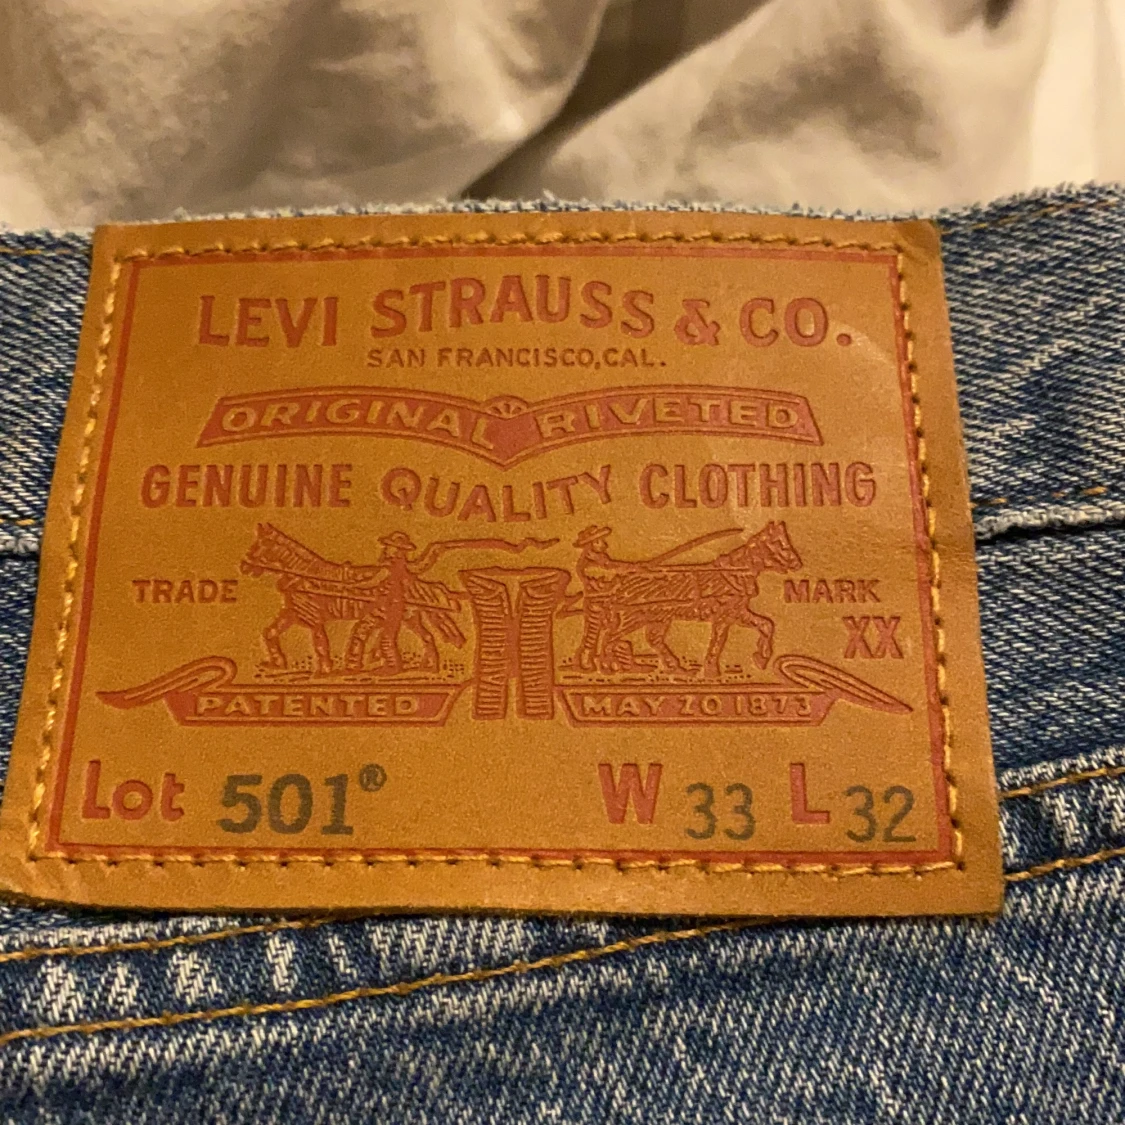 LEVI STRAUSS & CO.
SAN FRANCISCO, CAL.
ORIGINAL RIVETED
GENUINE QUALITY CLOTHING
TRADE MARK
XX
PATENTED MAY 20 1873
Lot 501® W 33 L 32